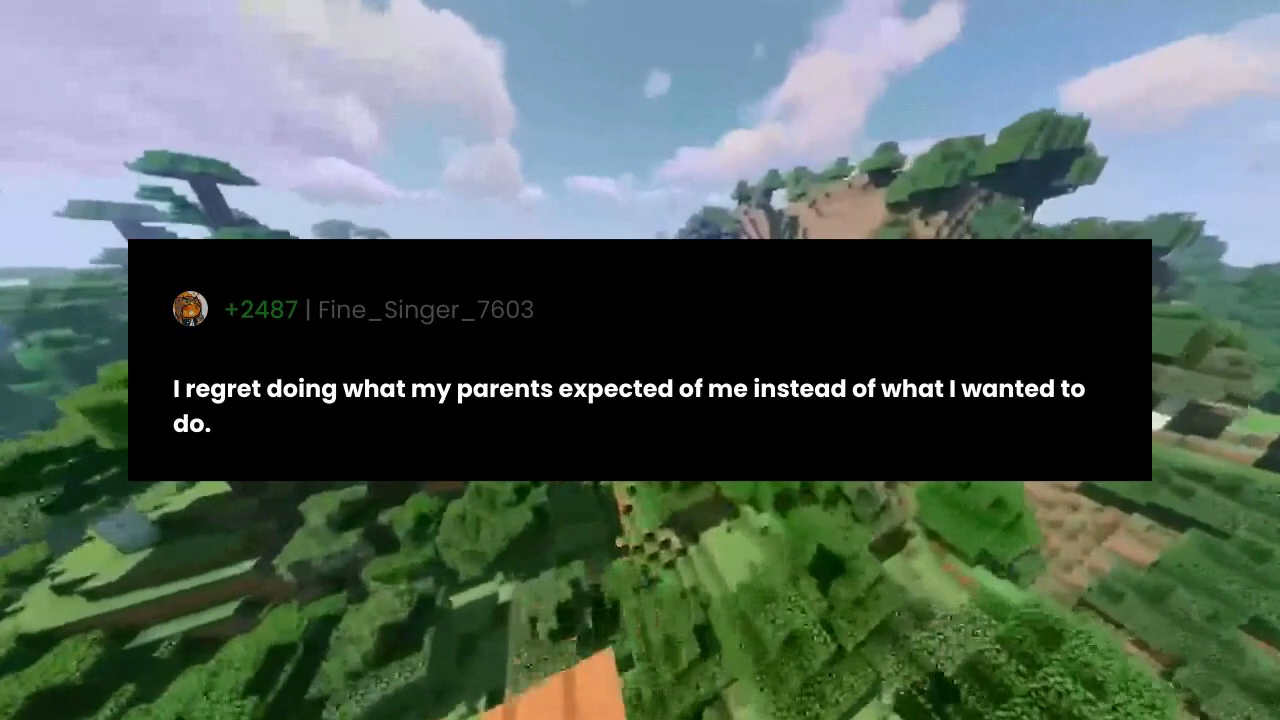 +2487 | Fine_Singer_7603
I regret doing what my parents expected of me instead of what I wanted to
do.